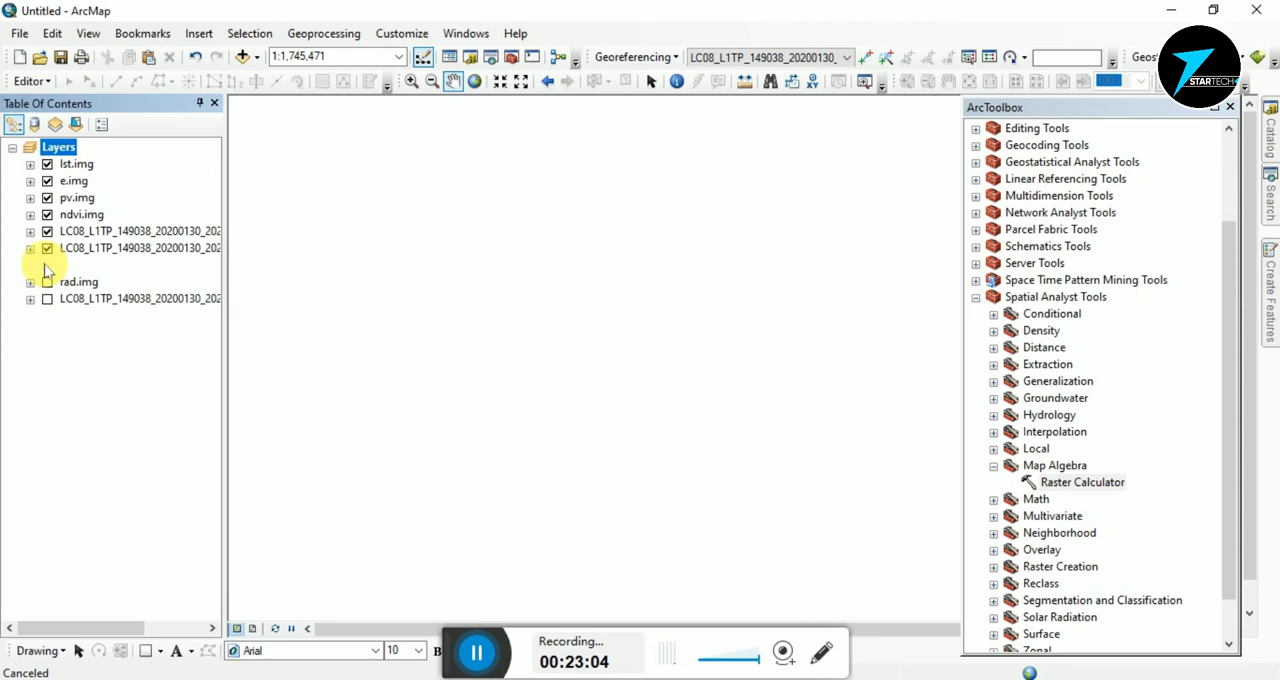 Untitled - ArcMap
File Edit View Bookmarks Insert Selection Geoprocessing Customize Windows Help
1:1,745,471
Georeferencing
LC08_L1TP_149038_20200130_
Geos
STARTECH
Editor
Table Of Contents
Layers
lst.img
e.img
pv.img
ndvi.img
LC08_L1TP_149038_20200130_202
LC08_L1TP_149038_20200130_202
rad.img
LC08_L1TP_149038_20200130_202
ArcToolbox
Editing Tools
Geocoding Tools
Geostatistical Analyst Tools
Linear Referencing Tools
Multidimension Tools
Network Analyst Tools
Parcel Fabric Tools
Schematics Tools
Server Tools
Space Time Pattern Mining Tools
Spatial Analyst Tools
Conditional
Density
Distance
Extraction
Generalization
Groundwater
Hydrology
Interpolation
Local
Map Algebra
Raster Calculator
Math
Multivariate
Neighborhood
Overlay
Raster Creation
Reclass
Segmentation and Classification
Solar Radiation
Surface
Zonal
Catalog
Search
Create Features
Drawing
A
Arial
10
B
Recording...
00:23:04
Canceled